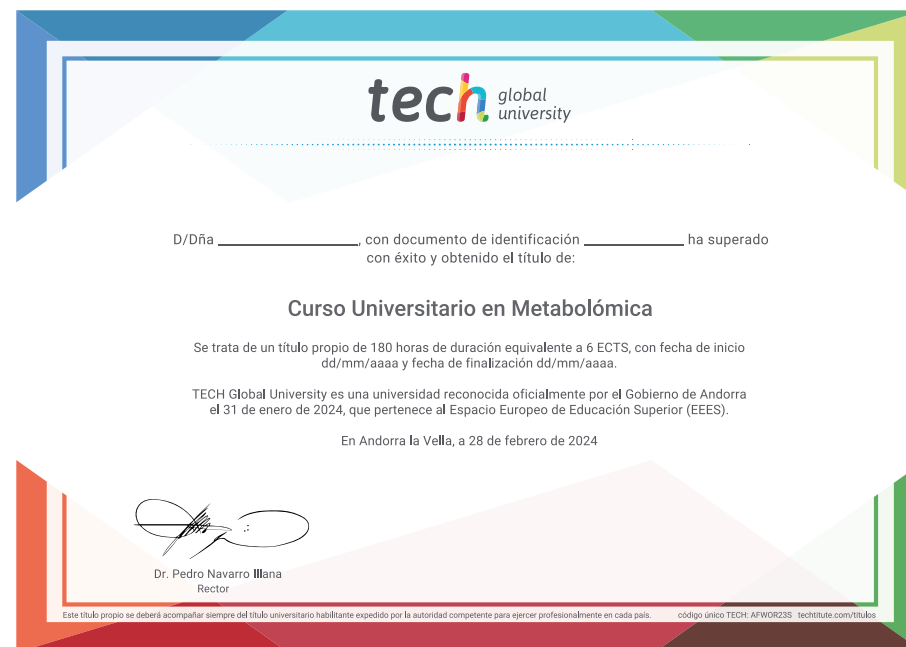 tech global university
D/Dña ____________________, con documento de identificación ______________ ha superado
con éxito y obtenido el título de:
Curso Universitario en Metabolómica
Se trata de un título propio de 180 horas de duración equivalente a 6 ECTS, con fecha de inicio
dd/mm/aaaa y fecha de finalización dd/mm/aaaa.
TECH Global University es una universidad reconocida oficialmente por el Gobierno de Andorra
el 31 de enero de 2024, que pertenece al Espacio Europeo de Educación Superior (EEES).
En Andorra la Vella, a 28 de febrero de 2024
Dr. Pedro Navarro Illana
Rector
Este título propio se deberá acompañar siempre del título universitario habilitante expedido por la autoridad competente para ejercer profesionalmente en cada país. código único TECH: AFWOR23S techtitute.com/titulos